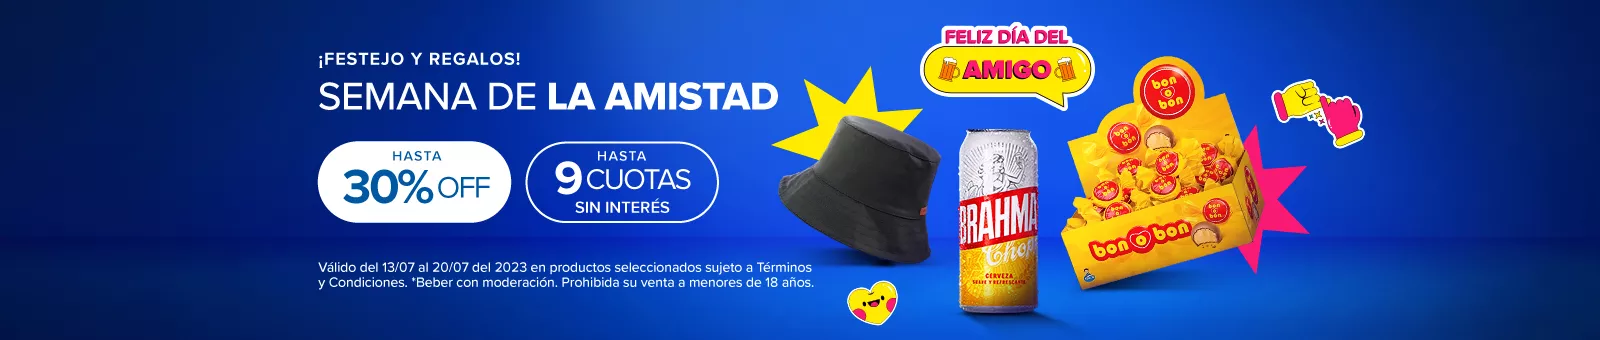 ¡FESTEJO Y REGALOS!
SEMANA DE LA AMISTAD
HASTA
30% OFF
HASTA
9 CUOTAS
SIN INTERÉS
Válido del 13/07 al 20/07 del 2023 en productos seleccionados sujeto a Términos
y Condiciones. *Beber con moderación. Prohibida su venta a menores de 18 años.
FELIZ DÍA DEL
AMIGO
BRAHMA
Chopp
CERVEZA
bon
o
bon
bon o bon